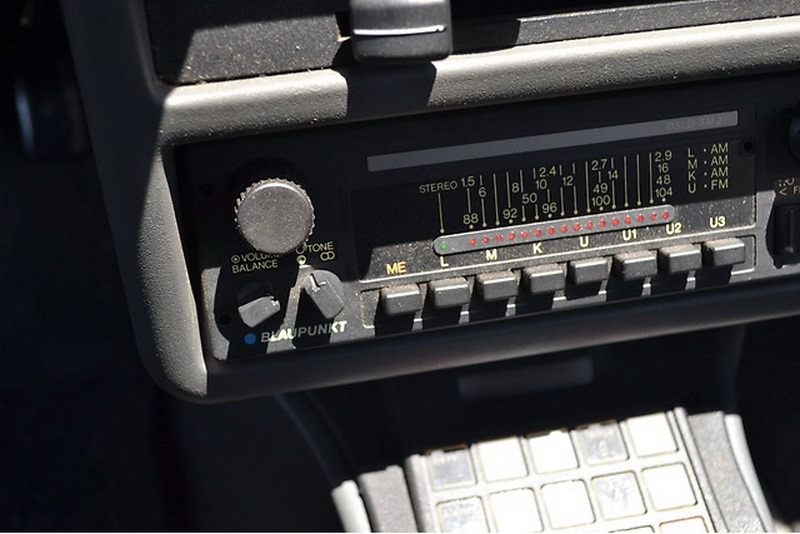 STEREO 1.5 2.4 2.7 2.9
6 8 10 12 14 16
50 49 48
88 92 96 100 104
L • AM
M • AM
K • AM
U • FM
VOLUME TONE
BALANCE
ME L M K U U1 U2 U3
BLAUPUNKT